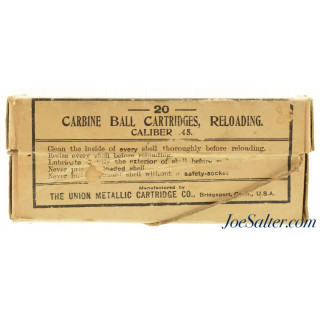 20
CARBINE BALL CARTRIDGES, RELOADING.
CALIBER .45.
Clean the inside of every shell thoroughly before reloading.
Resize every shell before reloading.
Lubricate the exterior of shell before
Never loaded shell
Never shell without a safety-socket
Manufactured by
THE UNION METALLIC CARTRIDGE CO., Bridgeport, Conn., U.S.A.
JoeSalter.com